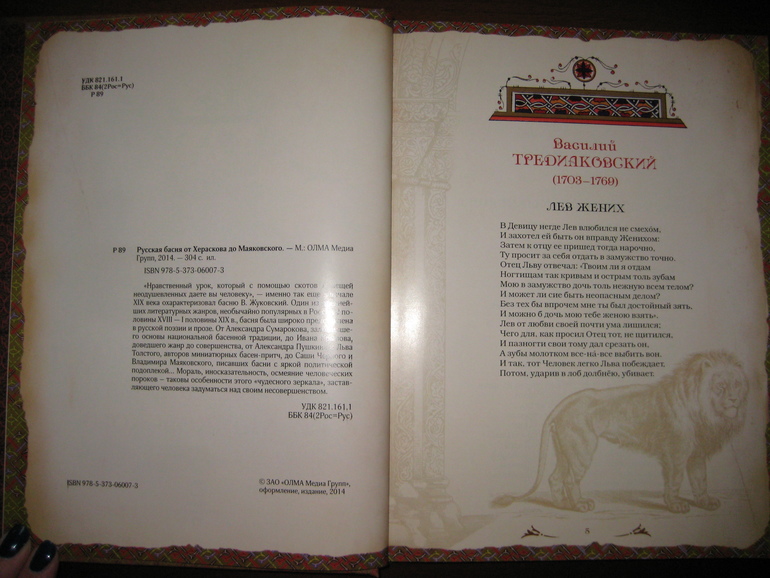 УДК 821.161.1
ББК 84(2Рос=Рус)
Р 89
Р 89 Русская басня от Хераскова до Маяковского. — М.: ОЛМА Медиа
Групп, 2014. — 304 с. ил.
ISBN 978-5-373-06007-3
«Нравственный урок, который с помощью скотов и вещей
неодушевленных даете вы человеку», — именно так еще в начале
XIX века охарактеризовал басню В. Жуковский. Один из
литературных жанров, необычайно популярных в
половины XVIII — I половины XIX в., басня была широко
в русской поэзии и прозе. От Александра Сумарокова,
го основы национальной басенной традиции, до Ивана
доведшего жанр до совершенства, от Александра Пушкина, Льва
Толстого, авторов миниатюрных басен-притч, до Саши Черного и
Владимира Маяковского, писавших басни с яркой политической
подоплекой... Мораль, иносказательность, осмеяние человеческих
пороков – таковы особенности этого «чудесного зеркала», застав-
ляющего человека задуматься над своим несовершенством.
УДК 821.161.1
ББК 84(2Рос=Рус)
ISBN 978-5-373-06007-3
© ЗАО «ОЛМА Медиа Групп»,
оформление, издание, 2014
Василий
ТРЕДИАКОВСКИЙ
(1703–1769)
ЛЕВ ЖЕНИХ
В Девицу негде Лев влюбился не смехо́м,
И захотел ей быть он вправду Женихом:
Затем к отцу ее пришед тогда нарочно,
Ту просит за себя отдать в замужство точно.
Отец Льву отвечал: «Твоим ли я отдам
Ногтищам так кривым и острым толь зубам
Мою в замужство дочь толь нежную всем телом?
И может ли сие быть неопасным делом?
Без тех бы впрочем мне ты был достойный зять,
И можно б дочь мою тебе женою взять».
Лев от любви своей почти ума лишился;
Чего для, как просил Отец тот, не щитился,
И пазногти свои тому дал срезать он,
А зубы молотком все-на́-все выбить вон.
И так, тот Человек легко Льва побеждает.
Потом, ударив в лоб долбнёю, убивает.
5